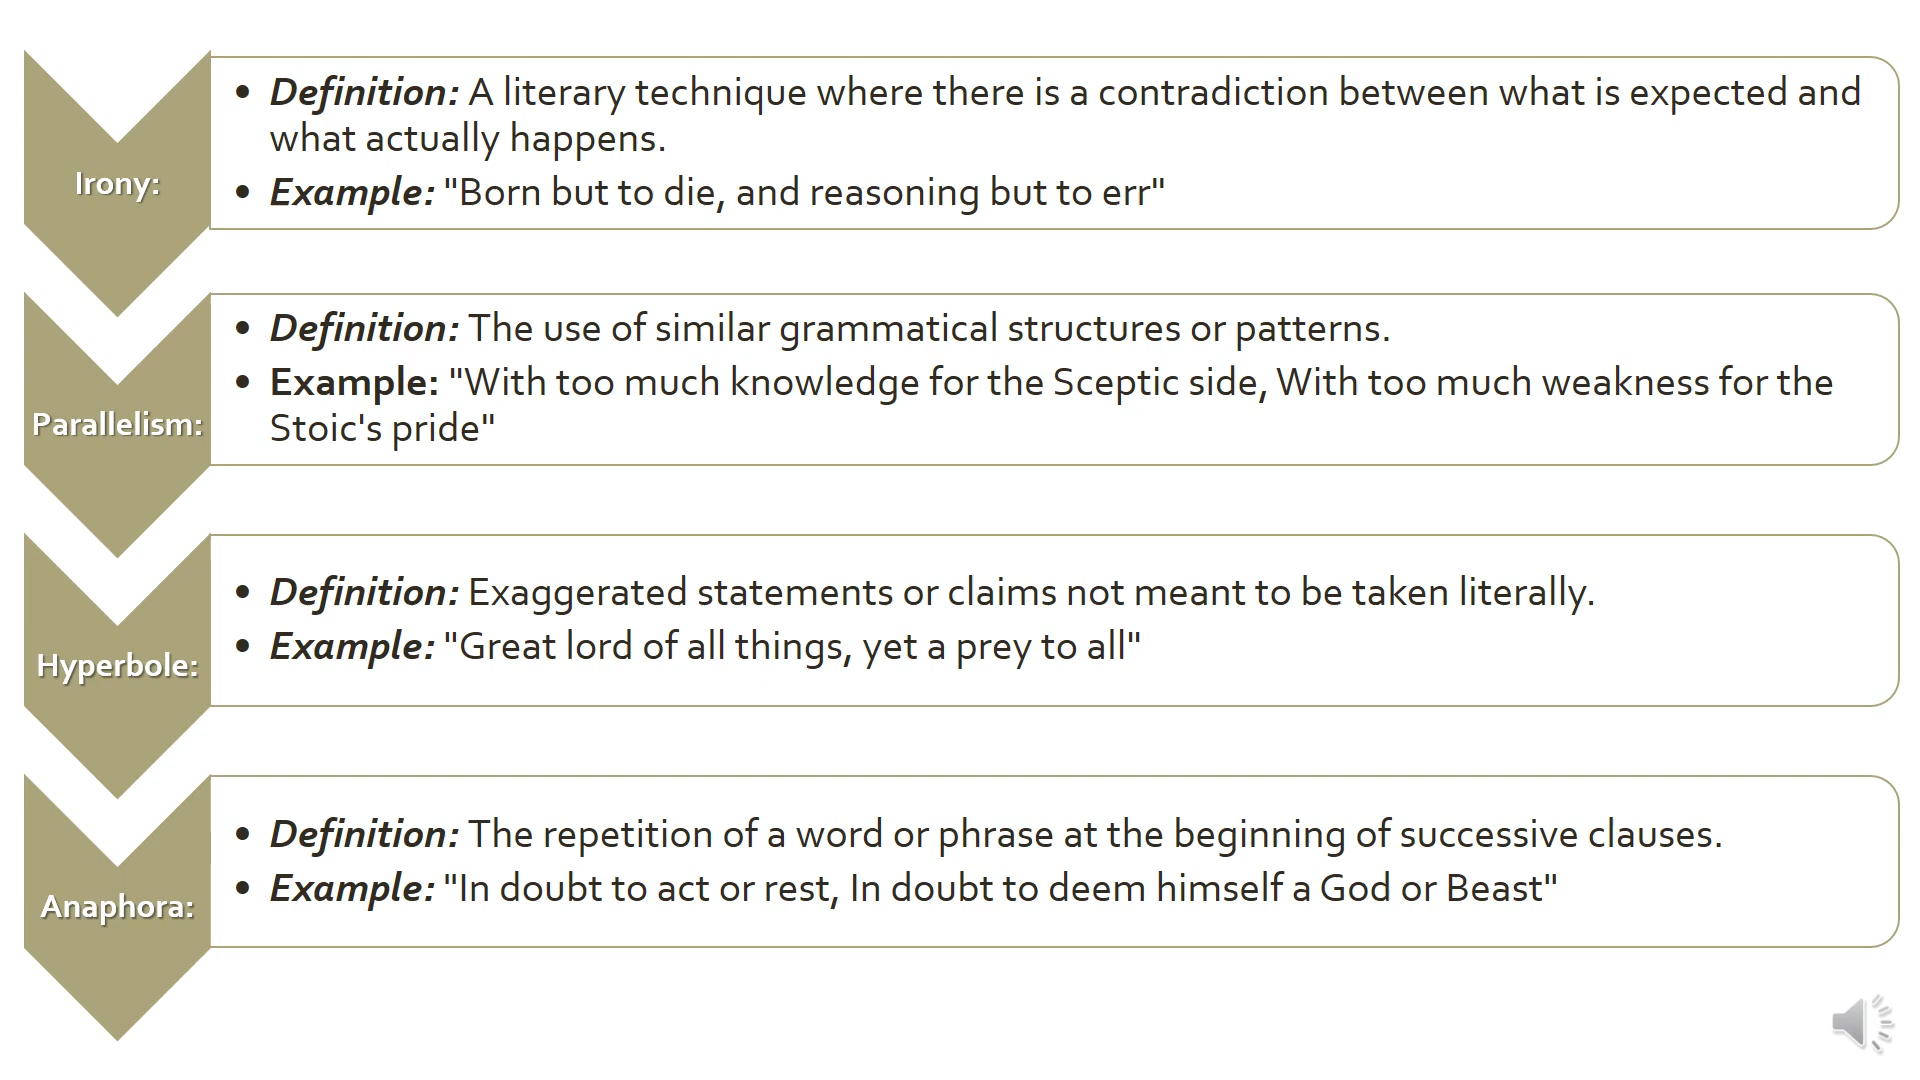 Irony:
• Definition: A literary technique where there is a contradiction between what is expected and
what actually happens.
• Example: "Born but to die, and reasoning but to err"
Parallelism:
• Definition: The use of similar grammatical structures or patterns.
• Example: "With too much knowledge for the Sceptic side, With too much weakness for the
Stoic's pride"
Hyperbole:
• Definition: Exaggerated statements or claims not meant to be taken literally.
• Example: "Great lord of all things, yet a prey to all"
Anaphora:
• Definition: The repetition of a word or phrase at the beginning of successive clauses.
• Example: "In doubt to act or rest, In doubt to deem himself a God or Beast"